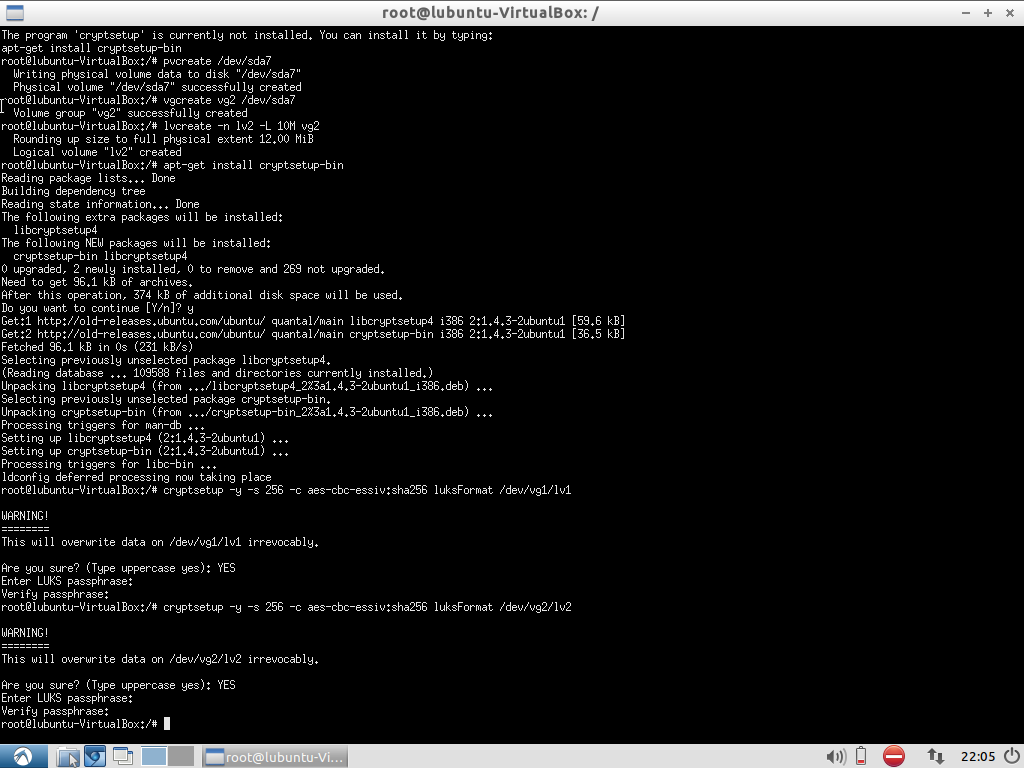 root@lubuntu-VirtualBox: /
The program 'cryptsetup' is currently not installed. You can install it by typing:
apt-get install cryptsetup-bin
root@lubuntu-VirtualBox:/# pvcreate /dev/sda7
  Writing physical volume data to disk "/dev/sda7"
  Physical volume "/dev/sda7" successfully created
root@lubuntu-VirtualBox:/# vgcreate vg2 /dev/sda7
  Volume group "vg2" successfully created
root@lubuntu-VirtualBox:/# lvcreate -n lv2 -L 10M vg2
  Rounding up size to full physical extent 12.00 MiB
  Logical volume "lv2" created
root@lubuntu-VirtualBox:/# apt-get install cryptsetup-bin
Reading package lists... Done
Building dependency tree
Reading state information... Done
The following extra packages will be installed:
  libcryptsetup4
The following NEW packages will be installed:
  cryptsetup-bin libcryptsetup4
0 upgraded, 2 newly installed, 0 to remove and 269 not upgraded.
Need to get 96.1 kB of archives.
After this operation, 374 kB of additional disk space will be used.
Do you want to continue [Y/n]? y
Get:1 http://old-releases.ubuntu.com/ubuntu/ quantal/main libcryptsetup4 i386 2:1.4.3-2ubuntu1 [59.6 kB]
Get:2 http://old-releases.ubuntu.com/ubuntu/ quantal/main cryptsetup-bin i386 2:1.4.3-2ubuntu1 [36.5 kB]
Fetched 96.1 kB in 0s (231 kB/s)
Selecting previously unselected package libcryptsetup4.
(Reading database ... 109588 files and directories currently installed.)
Unpacking libcryptsetup4 (from .../libcryptsetup4_2%3a1.4.3-2ubuntu1_i386.deb) ...
Selecting previously unselected package cryptsetup-bin.
Unpacking cryptsetup-bin (from .../cryptsetup-bin_2%3a1.4.3-2ubuntu1_i386.deb) ...
Processing triggers for man-db ...
Setting up libcryptsetup4 (2:1.4.3-2ubuntu1) ...
Setting up cryptsetup-bin (2:1.4.3-2ubuntu1) ...
Processing triggers for libc-bin ...
ldconfig deferred processing now taking place
root@lubuntu-VirtualBox:/# cryptsetup -y -s 256 -c aes-cbc-essiv:sha256 luksFormat /dev/vg1/lv1

WARNING!
========
This will overwrite data on /dev/vg1/lv1 irrevocably.

Are you sure? (Type uppercase yes): YES
Enter LUKS passphrase:
Verify passphrase:
root@lubuntu-VirtualBox:/# cryptsetup -y -s 256 -c aes-cbc-essiv:sha256 luksFormat /dev/vg2/lv2

WARNING!
========
This will overwrite data on /dev/vg2/lv2 irrevocably.

Are you sure? (Type uppercase yes): YES
Enter LUKS passphrase:
Verify passphrase:
root@lubuntu-VirtualBox:/#
root@lubuntu-Vi...
22:05